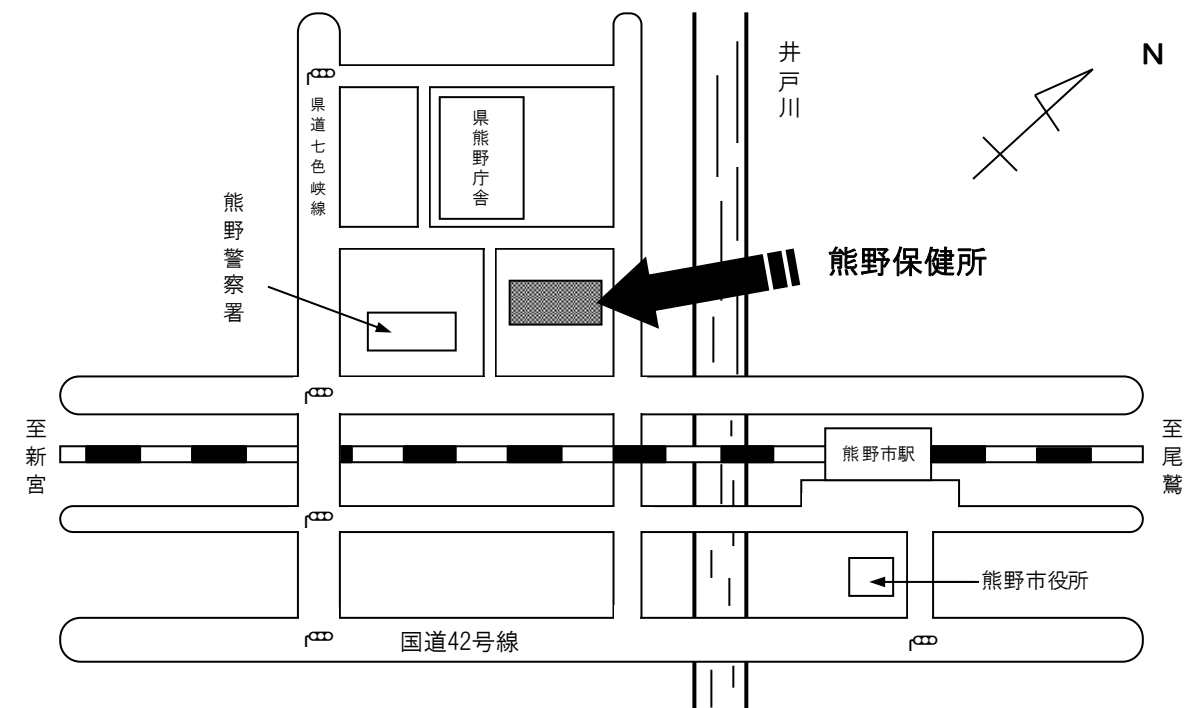 井戸川
N
県道七色峡線
県熊野庁舎
熊野警察署
熊野保健所
至新宮
熊野市駅
至尾鷲
熊野市役所
国道42号線